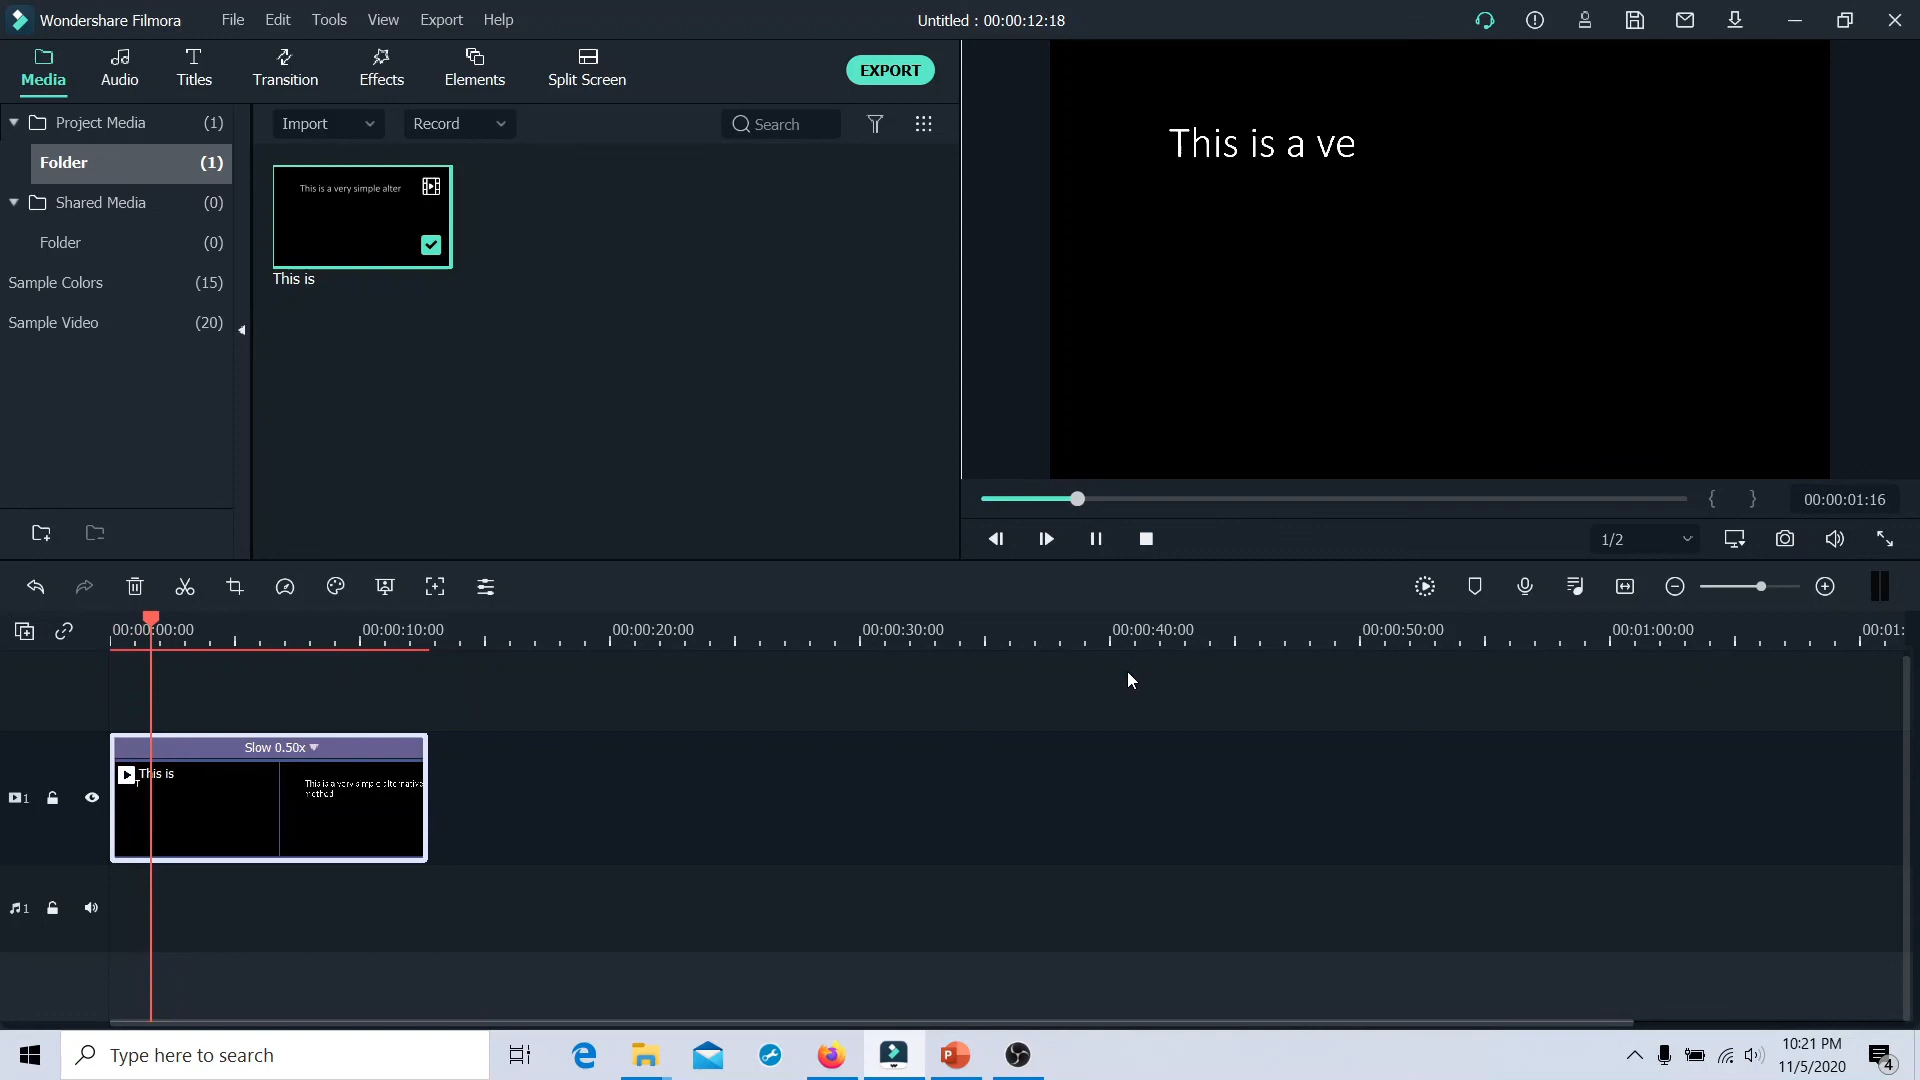 Wondershare Filmora
File Edit Tools View Export Help
Untitled : 00:00:12:18
Media Audio Titles Transition Effects Elements Split Screen
EXPORT
Project Media (1)
Folder (1)
Shared Media (0)
Folder (0)
Sample Colors (15)
Sample Video (20)
Import Record Search
This is a very simple alter
This is
This is a ve
{ } 00:00:01:16
1/2
00:00:00:00 00:00:10:00 00:00:20:00 00:00:30:00 00:00:40:00 00:00:50:00 00:01:00:00 00:01:
Slow 0.50x
This is
T
This is a very simple alternative
method
1
1
Type here to search
10:21 PM
11/5/2020
4